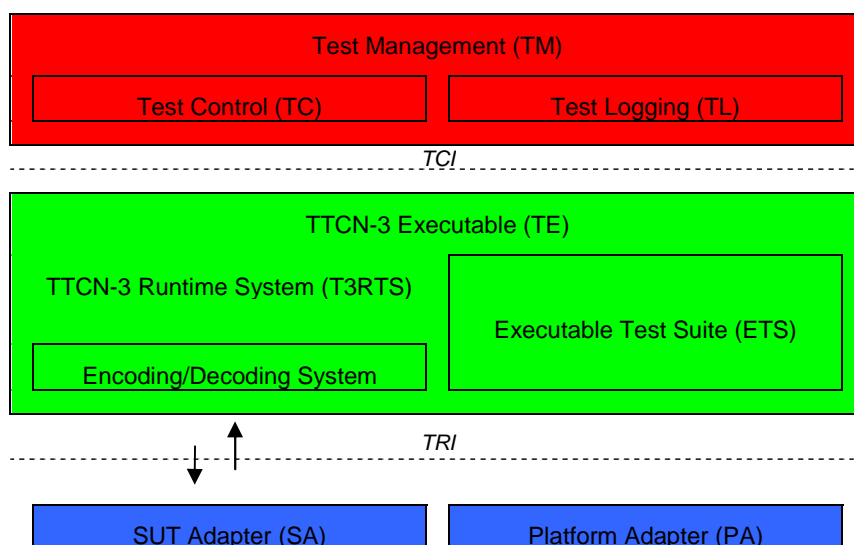 Test Management (TM)
Test Control (TC)
Test Logging (TL)
TCI
TTCN-3 Executable (TE)
TTCN-3 Runtime System (T3RTS)
Executable Test Suite (ETS)
Encoding/Decoding System
TRI
SUT Adapter (SA)
Platform Adapter (PA)